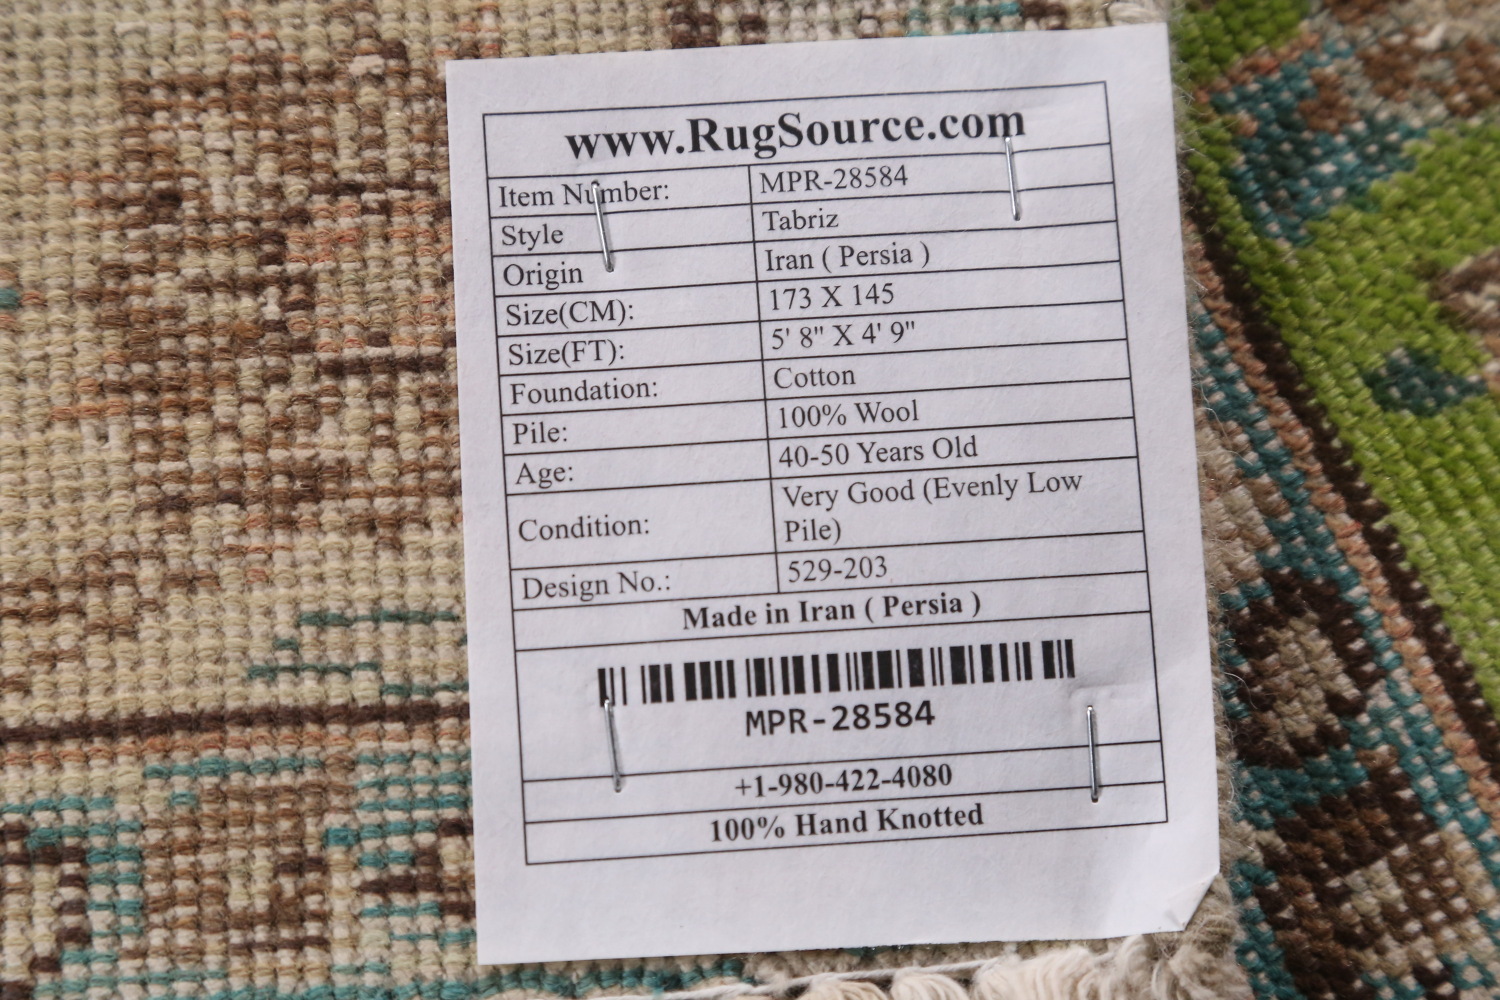 www.RugSource.com
Item Number: MPR-28584
Style Tabriz
Origin Iran ( Persia )
Size(CM): 173 X 145
Size(FT): 5' 8" X 4' 9"
Foundation: Cotton
Pile: 100% Wool
Age: 40-50 Years Old
Condition: Very Good (Evenly Low
Pile)
Design No.: 529-203
Made in Iran ( Persia )
MPR-28584
+1-980-422-4080
100% Hand Knotted